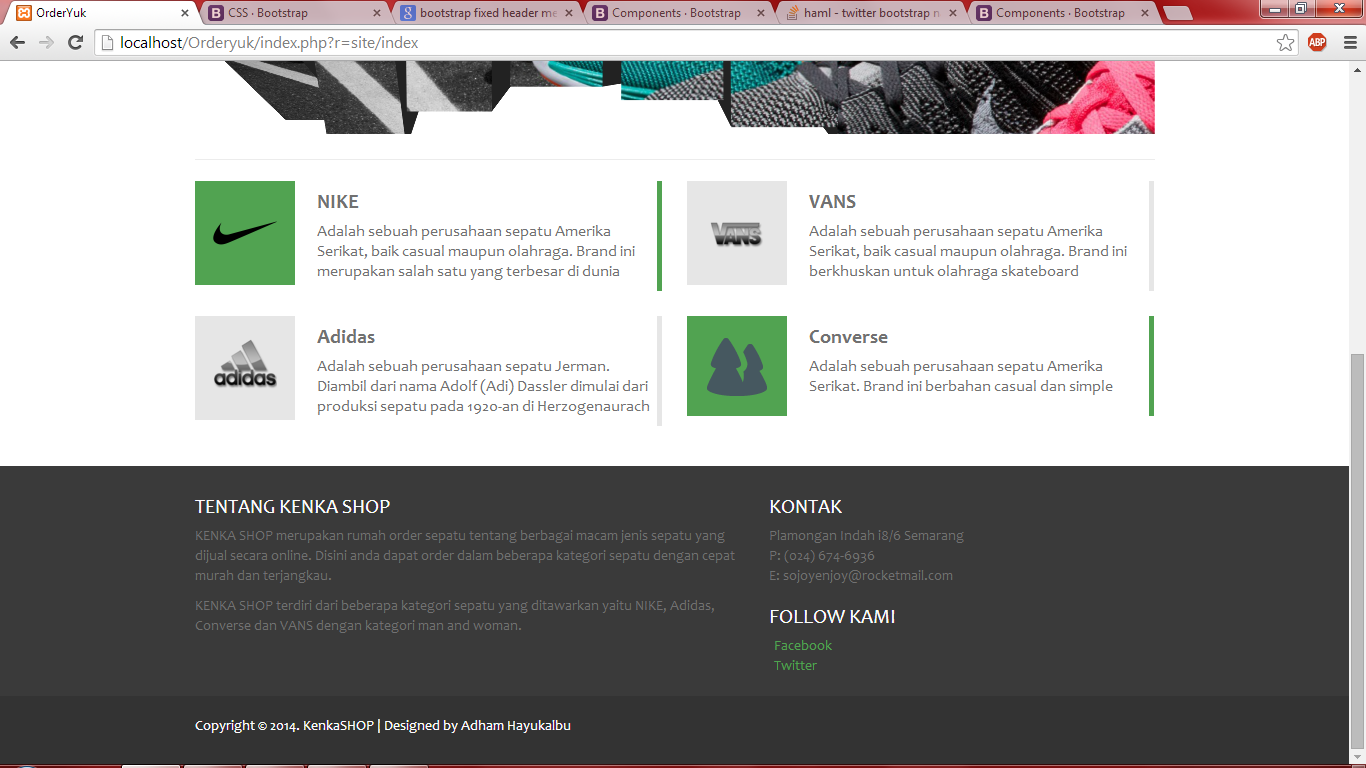 OrderYuk
CSS · Bootstrap
bootstrap fixed header me
Components · Bootstrap
haml - twitter bootstrap n
Components · Bootstrap
localhost/Orderyuk/index.php?r=site/index
ABP
NIKE
Adalah sebuah perusahaan sepatu Amerika
Serikat, baik casual maupun olahraga. Brand ini
merupakan salah satu yang terbesar di dunia
VANS
VANS
Adalah sebuah perusahaan sepatu Amerika
Serikat, baik casual maupun olahraga. Brand ini
berkhuskan untuk olahraga skateboard
adidas
Adidas
Adalah sebuah perusahaan sepatu Jerman.
Diambil dari nama Adolf (Adi) Dassler dimulai dari
produksi sepatu pada 1920-an di Herzogenaurach
Converse
Adalah sebuah perusahaan sepatu Amerika
Serikat. Brand ini berbahan casual dan simple
TENTANG KENKA SHOP
KENKA SHOP merupakan rumah order sepatu tentang berbagai macam jenis sepatu yang
dijual secara online. Disini anda dapat order dalam beberapa kategori sepatu dengan cepat
murah dan terjangkau.
KENKA SHOP terdiri dari beberapa kategori sepatu yang ditawarkan yaitu NIKE, Adidas,
Converse dan VANS dengan kategori man and woman.
KONTAK
Plamongan Indah i8/6 Semarang
P: (024) 674-6936
E: sojoyenjoy@rocketmail.com
FOLLOW KAMI
Facebook
Twitter
Copyright © 2014. KenkaSHOP | Designed by Adham Hayukalbu